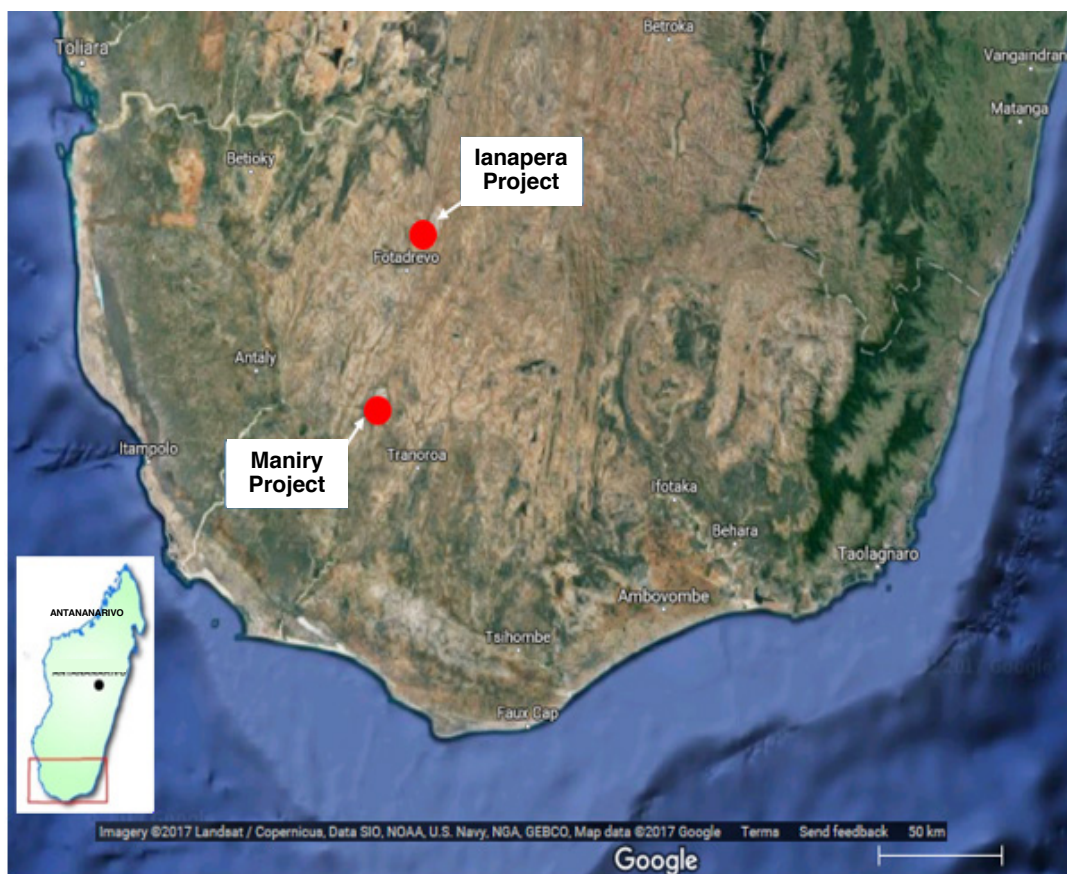 Betroka
Toliara
Vangaindran
Matanga
Ianapera
Project
Betioky
Fotadrevo
Antaly
Maniry
Project
Itampolo
Tranoroa
Ifotaka
Behara
Taolagnaro
Ambovombe
Tsihombe
Faux Cap
ANTANANARIVO
Imagery ©2017 Landsat / Copernicus, Data SIO, NOAA, U.S. Navy, NGA, GEBCO, Map data ©2017 Google Terms Send feedback 50 km
Google